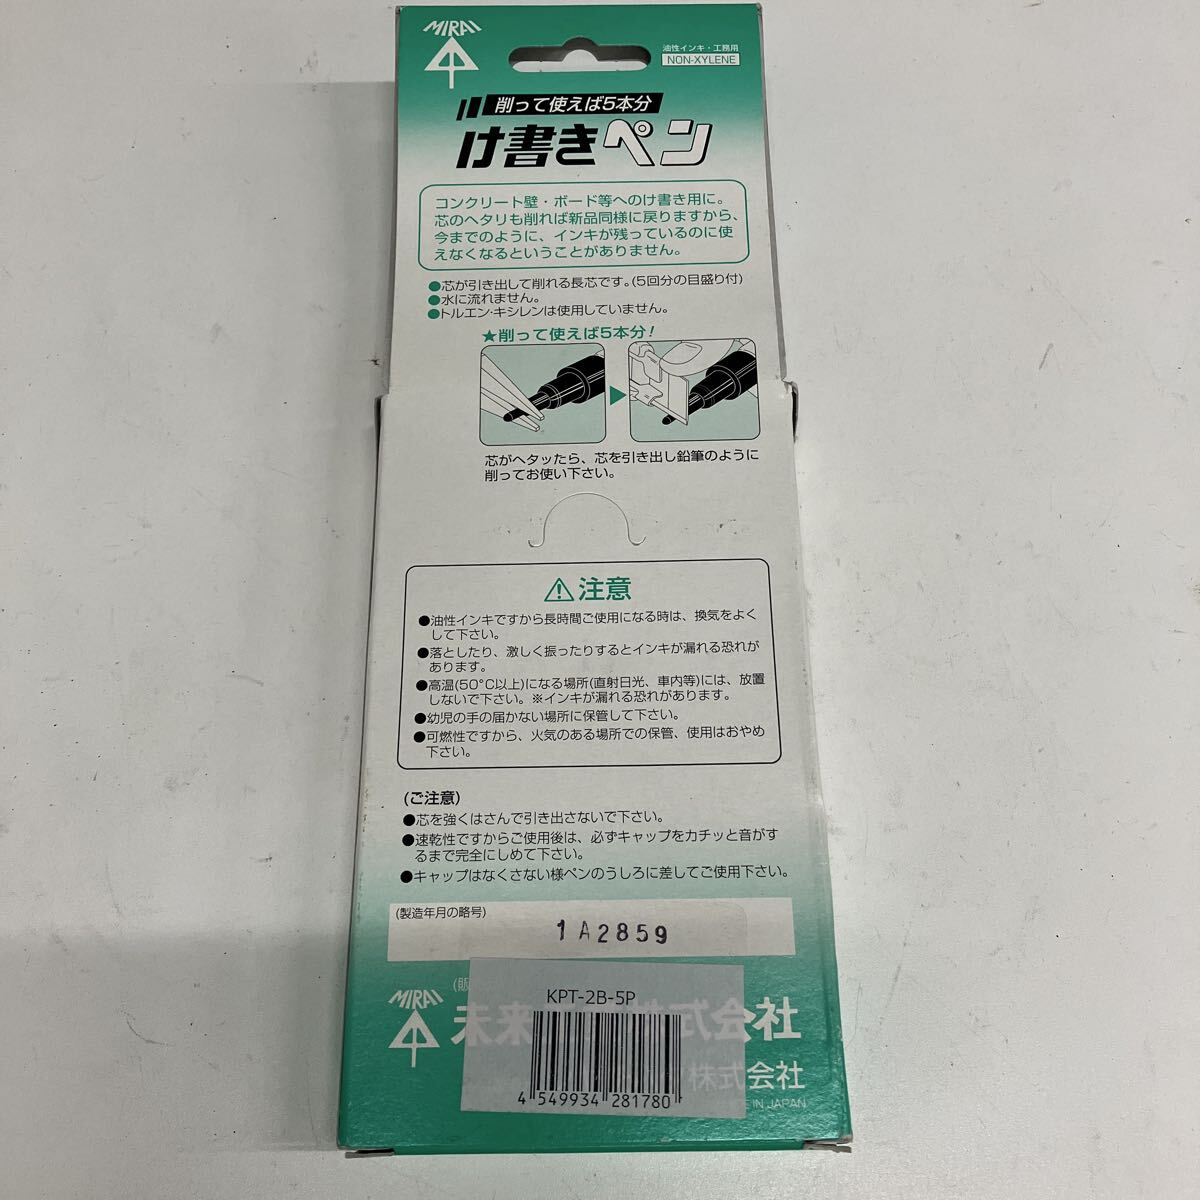 MIRAI
油性インキ・工務用
NON-XYLENE
削って使えば5本分
け書きペン
コンクリート壁・ボード等へのけ書き用に。
芯のヘタリも削れば新品同様に戻りますから、
今までのように、インキが残っているのに使
えなくなるということがありません。
●芯が引き出して削れる長芯です。(5回分の目盛り付)
●水に流れません。
●トルエン・キシレンは使用していません。
★削って使えば5本分!
芯がヘタッたら、芯を引き出し鉛筆のように
削ってお使い下さい。
⚠注意
●油性インキですから長時間ご使用になる時は、換気をよく
して下さい。
●落としたり、激しく振ったりするとインキが漏れる恐れが
あります。
●高温(50°C以上)になる場所(直射日光、車内等)には、放置
しないで下さい。※インキが漏れる恐れがあります。
●幼児の手の届かない場所に保管して下さい。
●可燃性ですから、火気のある場所での保管、使用はおやめ
下さい。
(ご注意)
●芯を強くはさんで引き出さないで下さい。
●速乾性ですからご使用後は、必ずキャップをカチッと音がす
るまで完全にしめて下さい。
●キャップはなくさない様ペンのうしろに差してご使用下さい。
(製造年月の略号)
1A2859
(販
MIRAI
未来 株式会社
株式会社
IN JAPAN
KPT-2B-5P
4 549934 281780